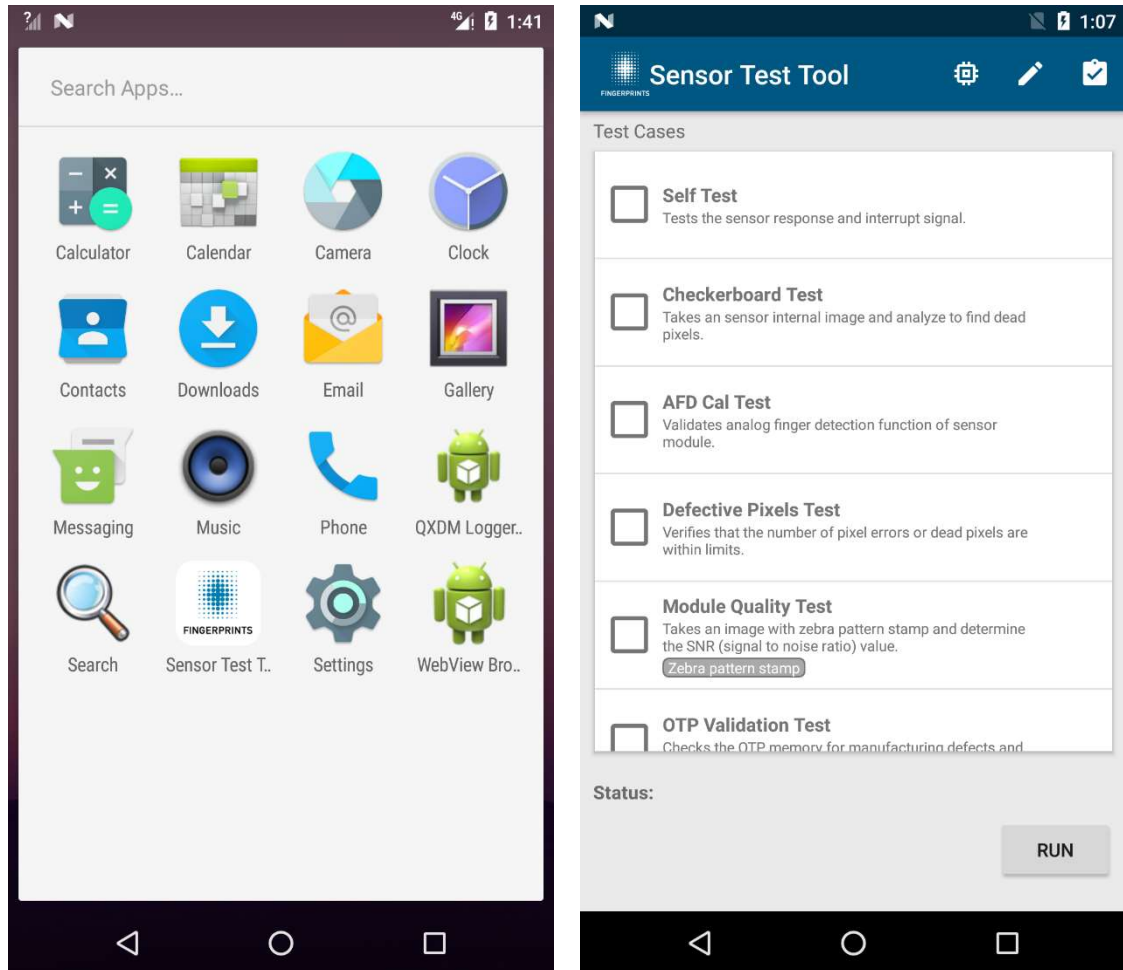 4G 1:41
Search Apps…
Calculator Calendar Camera Clock
Contacts Downloads Email Gallery
Messaging Music Phone QXDM Logger..
FINGERPRINTS
Search Sensor Test T.. Settings WebView Bro..
1:07
FINGERPRINTS
Sensor Test Tool
Test Cases
Self Test
Tests the sensor response and interrupt signal.
Checkerboard Test
Takes an sensor internal image and analyze to find dead
pixels.
AFD Cal Test
Validates analog finger detection function of sensor
module.
Defective Pixels Test
Verifies that the number of pixel errors or dead pixels are
within limits.
Module Quality Test
Takes an image with zebra pattern stamp and determine
the SNR (signal to noise ratio) value.
Zebra pattern stamp
OTP Validation Test
Checks the OTP memory for manufacturing defects and
Status:
RUN